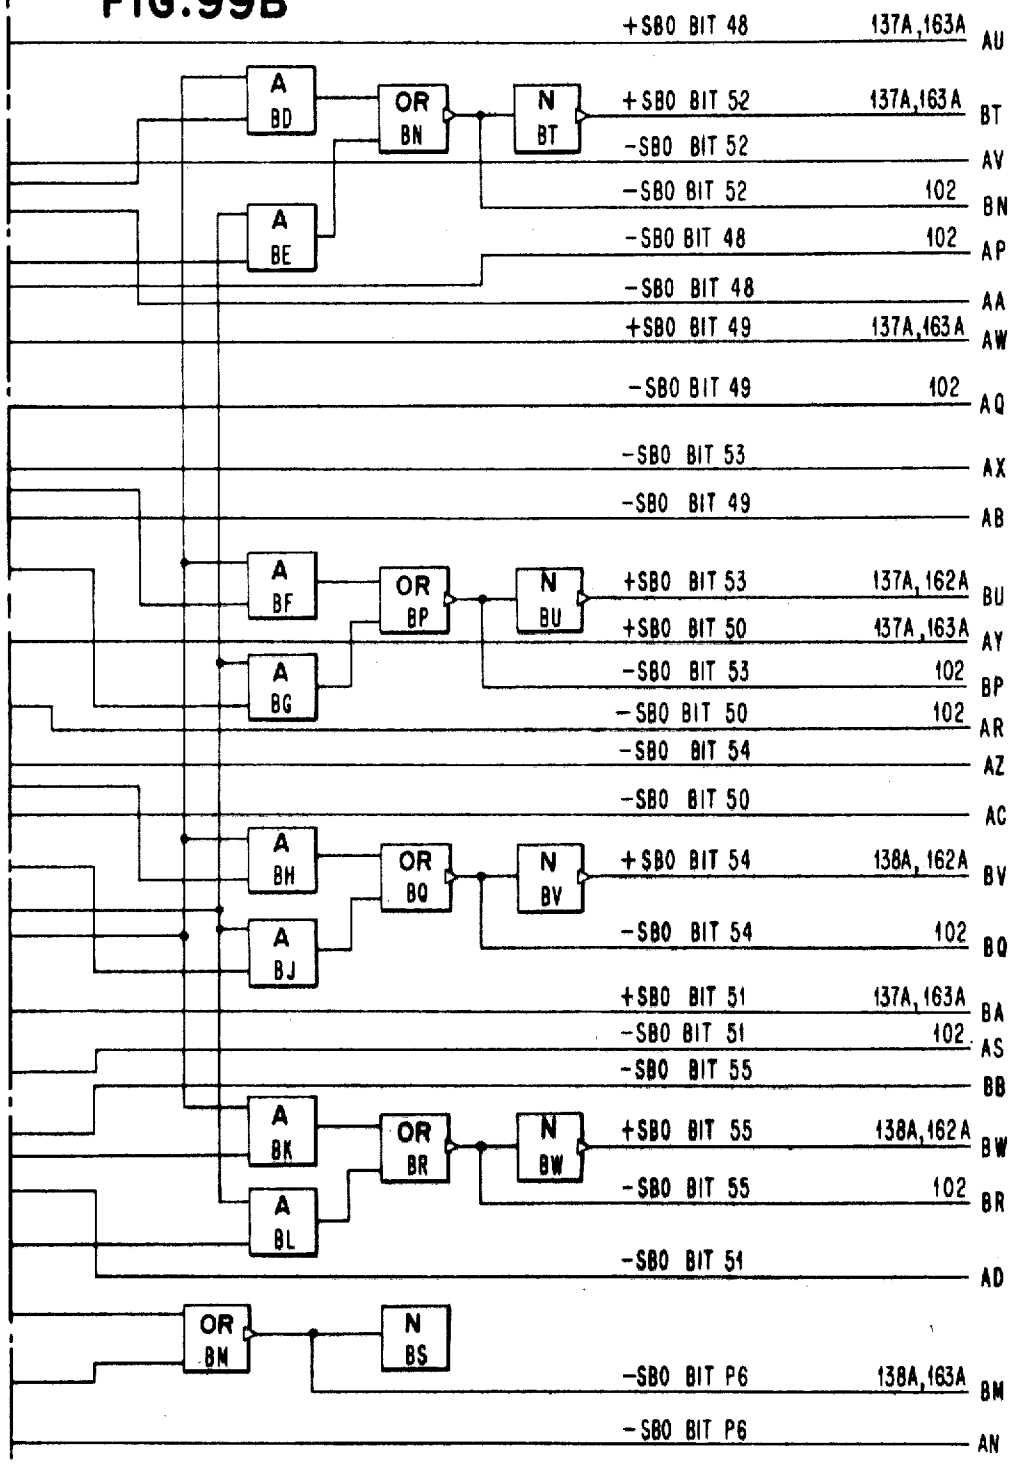 FIG.99B
+SBO BIT 48 137A,163A AU
A
BD
OR
BN
N
BT
+SBO BIT 52 137A,163A BT
-SBO BIT 52 AV
-SBO BIT 52 102 BN
A
BE
-SBO BIT 48 102 AP
-SBO BIT 48 AA
+SBO BIT 49 137A,163A AW
-SBO BIT 49 102 AQ
-SBO BIT 53 AX
-SBO BIT 49 AB
A
BF
OR
BP
N
BU
+SBO BIT 53 137A,162A BU
+SBO BIT 50 137A,163A AY
A
BG
-SBO BIT 53 102 BP
-SBO BIT 50 102 AR
-SBO BIT 54 AZ
-SBO BIT 50 AC
A
BH
OR
BQ
N
BV
+SBO BIT 54 138A,162A BV
A
BJ
-SBO BIT 54 102 BQ
+SBO BIT 51 137A,163A BA
-SBO BIT 51 102 AS
-SBO BIT 55 BB
A
BK
OR
BR
N
BW
+SBO BIT 55 138A,162A BW
A
BL
-SBO BIT 55 102 BR
-SBO BIT 51 AD
OR
BM
N
BS
-SBO BIT P6 138A,163A BM
-SBO BIT P6 AN